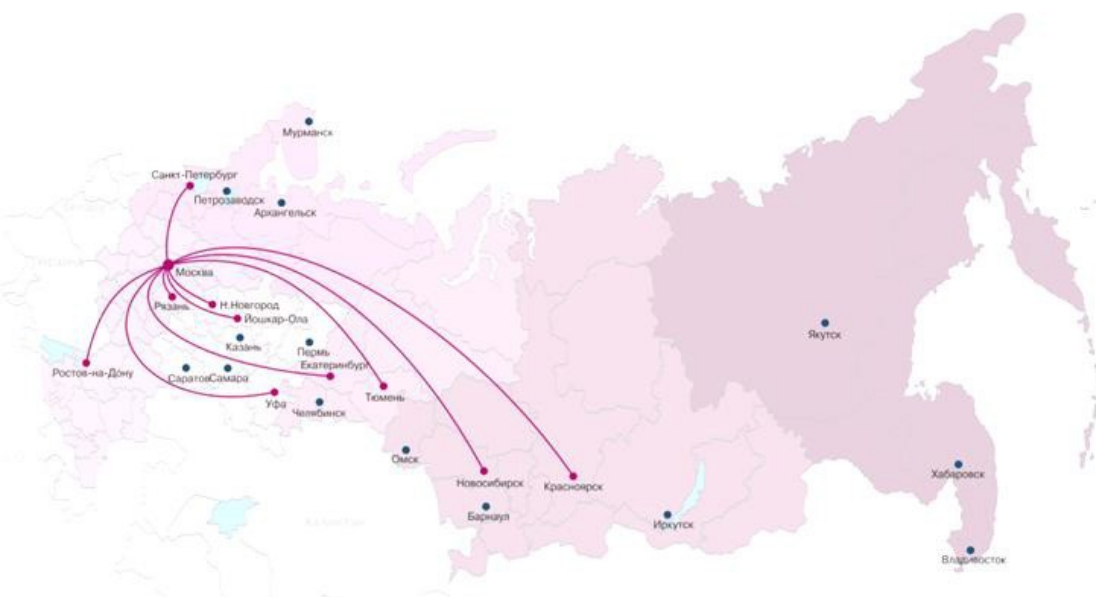 Мурманск
Санкт-Петербург
Петрозаводск
Архангельск
Москва
Рязань
Н.Новгород
Йошкар-Ола
Казань
Пермь
Екатеринбург
Ростов-на-Дону
Саратов
Самара
Уфа
Челябинск
Тюмень
Омск
Новосибирск
Красноярск
Барнаул
Иркутск
Якутск
Хабаровск
Владивосток